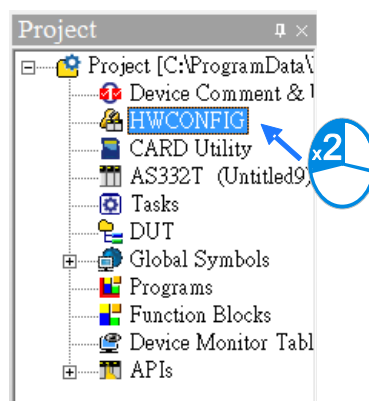 Project
Project [C:\ProgramData\
Device Comment &
HWCONFIG
x2
CARD Utility
AS332T (Untitled9)
Tasks
DUT
Global Symbols
Programs
Function Blocks
Device Monitor Tabl
APIs